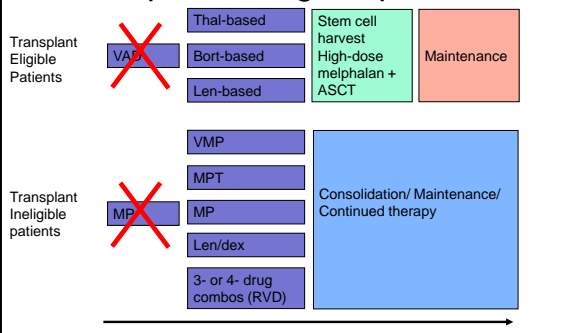 Transplant
Eligible
Patients
VAD
Thal-based
Bort-based
Len-based
Stem cell
harvest
High-dose
melphalan +
ASCT
Maintenance
Transplant
Ineligible
patients
MP
VMP
MPT
MP
Len/dex
3- or 4- drug
combos (RVD)
Consolidation/ Maintenance/
Continued therapy